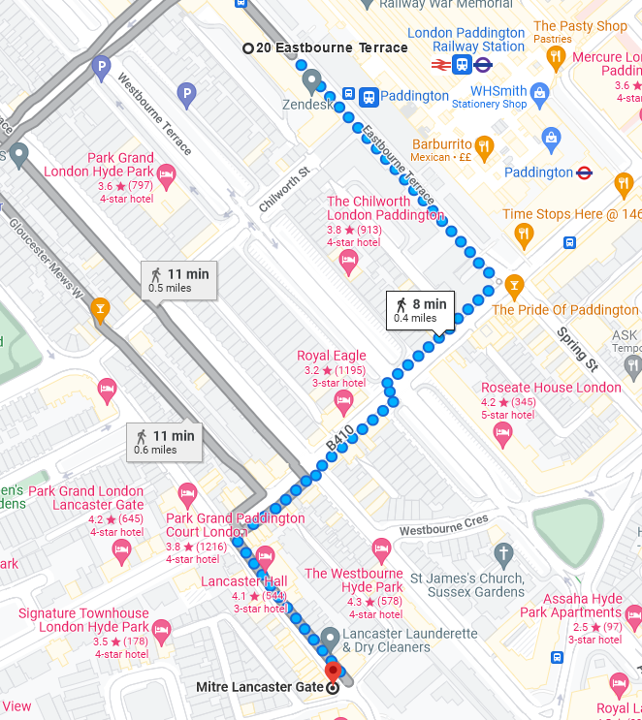 Railway War Memorial
20 Eastbourne Terrace
London Paddington
Railway Station
The Pasty Shop
Pastries
Mercure Lo
Paddin
3.6
4-star
Zendesk
Paddington
WHSmith
Stationery Shop
Westbourne Terrace
Eastbourne Terrace
Barburrito
Mexican • ££
Park Grand
London Hyde Park
3.6 ★ (797)
4-star hotel
Paddington
Chilworth St
The Chilworth
London Paddington
3.8 ★ (913)
4-star hotel
Time Stops Here @ 146
Gloucester Mews W
11 min
0.5 miles
8 min
0.4 miles
The Pride Of Paddington
Spring St
ASK
Tempo
Royal Eagle
3.2 ★ (1195)
3-star hotel
Roseate House London
4.2 ★ (345)
5-star hotel
11 min
0.6 miles
B410
en's
dens
Park Grand London
Lancaster Gate
4.2 ★ (645)
4-star hotel
Park Grand Paddington
Court London
3.8 ★ (1216)
4-star hotel
Westbourne Cres
ark
Lancaster Hall
4.1 ★ (544)
3-star hotel
The Westbourne
Hyde Park
4.3 ★ (578)
4-star hotel
St James's Church,
Sussex Gardens
Assaha Hyde
Park Apartments
2.5 ★ (97)
3-star hotel
Signature Townhouse
London Hyde Park
3.5 ★ (178)
4-star hotel
Lancaster Launderette
& Dry Cleaners
Mitre Lancaster Gate
View
Royal L